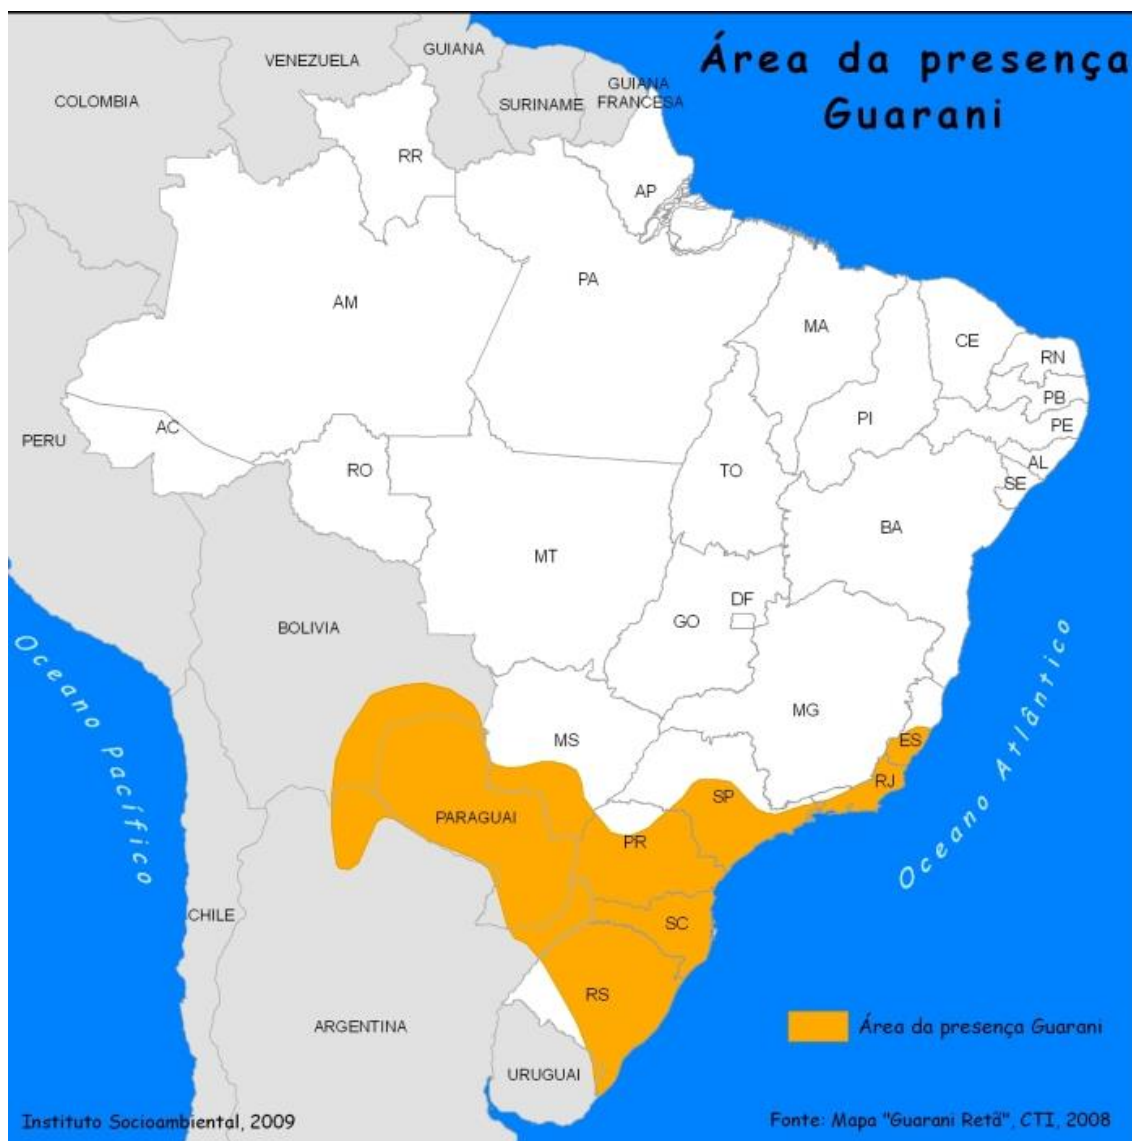 Área da presença
Guarani
VENEZUELA
GUIANA
COLOMBIA
SURINAME
GUIANA
FRANCESA
RR
AP
PA
AM
MA
CE
RN
PB
PI
PE
AC
PERU
RO
TO
AL
SE
BA
MT
DF
GO
BOLIVIA
Oceano Pacífico
Oceano Atlântico
MG
MS
ES
RJ
SP
PARAGUAI
PR
CHILE
SC
RS
ARGENTINA
Área da presença Guarani
URUGUAI
Instituto Socioambiental, 2009
Fonte: Mapa "Guarani Retã", CTI, 2008